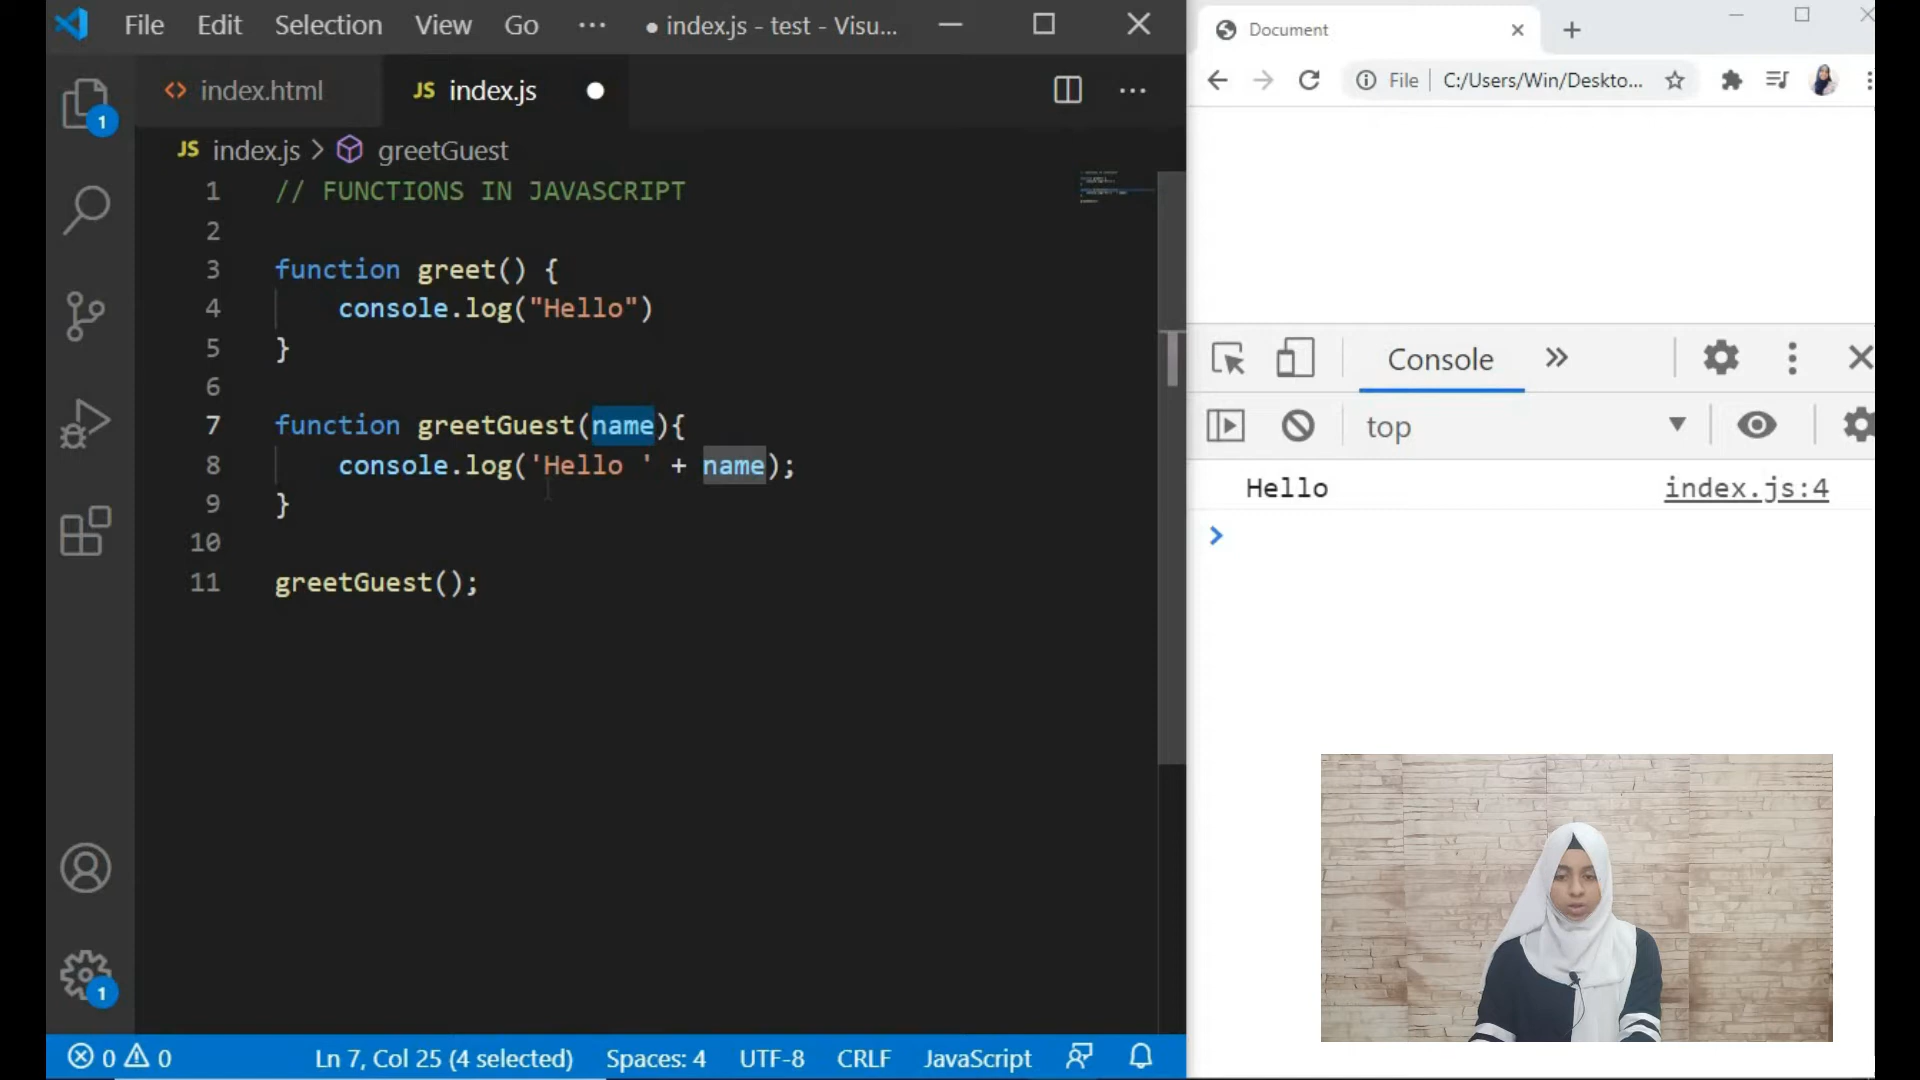 File Edit Selection View Go ··· ● index.js - test - Visu...
<> index.html JS index.js ●
JS index.js > greetGuest
1 // FUNCTIONS IN JAVASCRIPT
2
3 function greet() {
4 console.log("Hello")
5 }
6
7 function greetGuest(name){
8 console.log('Hello ' + name);
9 }
10
11 greetGuest();
1
1
0 0 Ln 7, Col 25 (4 selected) Spaces: 4 UTF-8 CRLF JavaScript
Document
File C:/Users/Win/Deskto...
Console
top
Hello index.js:4